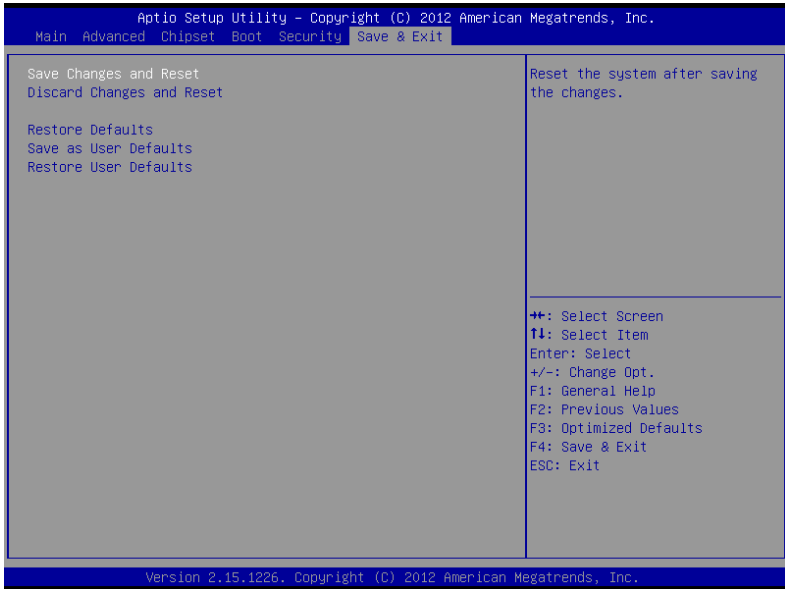 Aptio Setup Utility – Copyright (C) 2012 American Megatrends, Inc.
Main Advanced Chipset Boot Security Save & Exit
Save Changes and Reset
Discard Changes and Reset
Restore Defaults
Save as User Defaults
Restore User Defaults
Reset the system after saving
the changes.
→←: Select Screen
↑↓: Select Item
Enter: Select
+/-: Change Opt.
F1: General Help
F2: Previous Values
F3: Optimized Defaults
F4: Save & Exit
ESC: Exit
Version 2.15.1226. Copyright (C) 2012 American Megatrends, Inc.